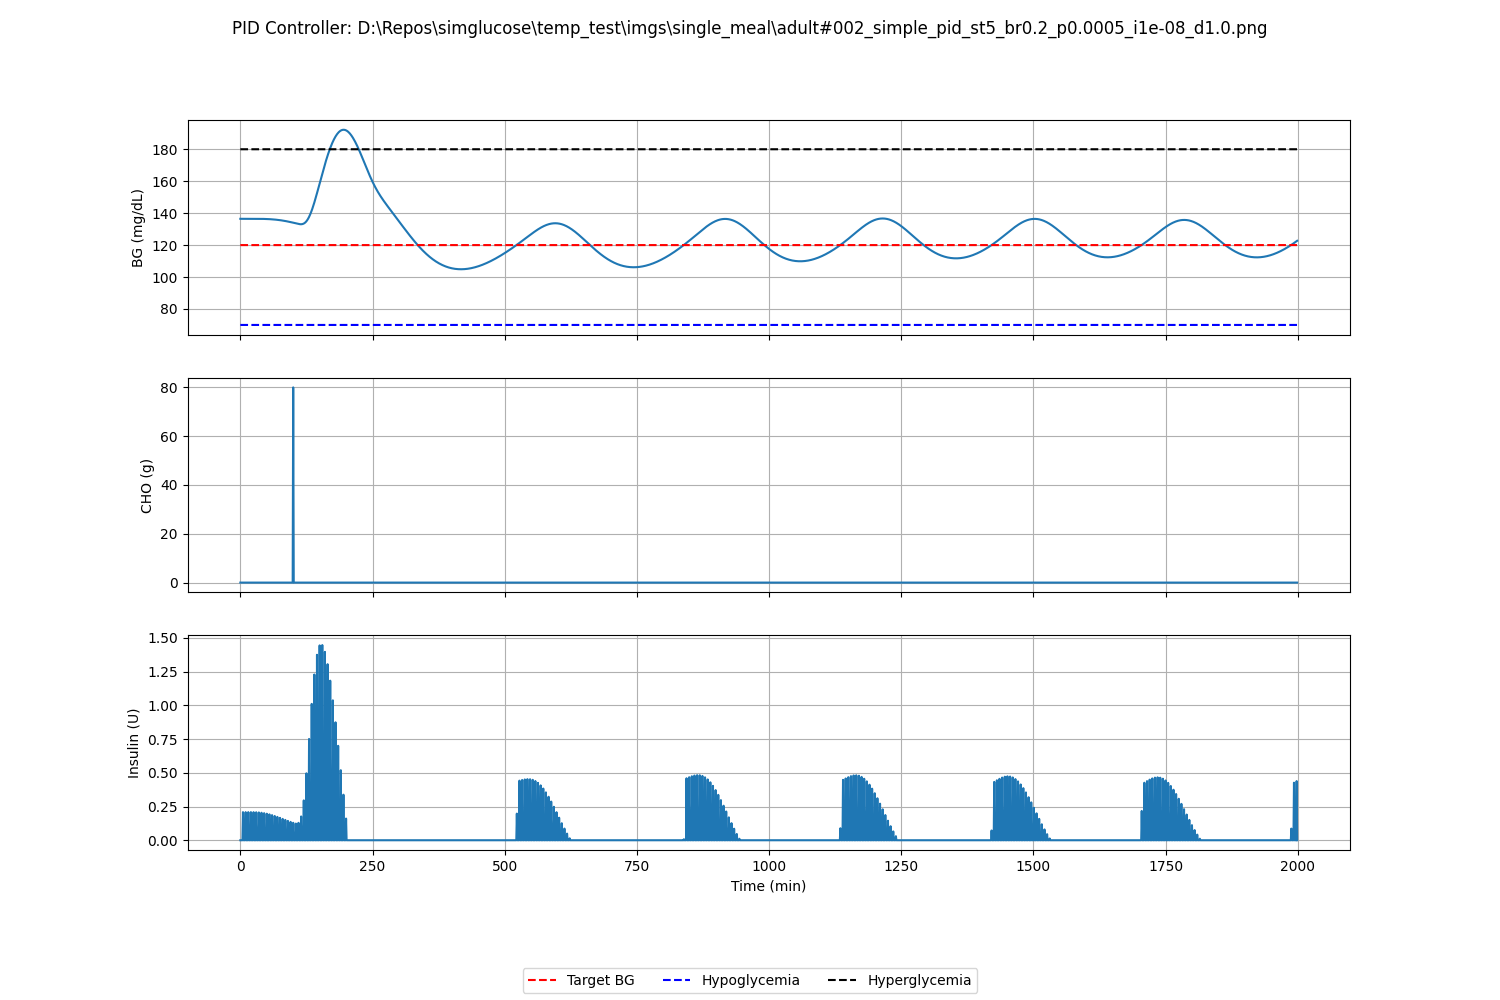 PID Controller: D:\Repos\simglucose\temp_test\imgs\single_meal\adult#002_simple_pid_st5_br0.2_p0.0005_i1e-08_d1.0.png
180
160
140
120
100
80
BG (mg/dL)
80
60
40
20
0
CHO (g)
1.50
1.25
1.00
0.75
0.50
0.25
0.00
Insulin (U)
0 250 500 750 1000 1250 1500 1750 2000
Time (min)
Target BG Hypoglycemia Hyperglycemia